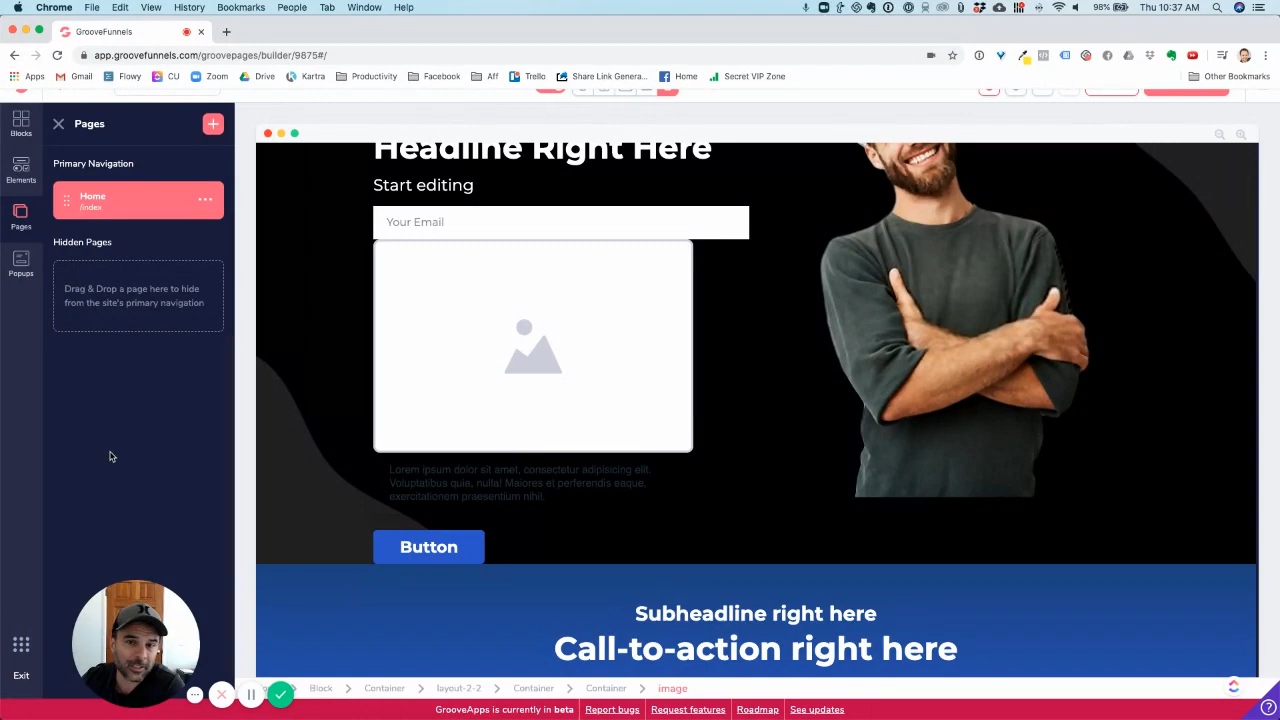 Chrome File Edit View History Bookmarks People Tab Window Help 98% Thu 10:37 AM
GrooveFunnels
app.groovefunnels.com/groovepages/builder/9875#/
Apps Gmail Flowy CU Zoom Drive Kartra Productivity Facebook Aff Trello Share Link Genera... Home Secret VIP Zone Other Bookmarks
Blocks
Elements
Pages
Popups
Exit
Pages
Primary Navigation
Home
/index
Hidden Pages
Drag & Drop a page here to hide
from the site's primary navigation
Headline Right Here
Start editing
Your Email
Lorem ipsum dolor sit amet, consectetur adipisicing elit.
Voluptatibus quia, nulla! Maiores et perferendis eaque,
exercitationem praesentium nihil.
Button
Subheadline right here
Call-to-action right here
Block Container layout-2-2 Container Container image
GrooveApps is currently in beta Report bugs Request features Roadmap See updates